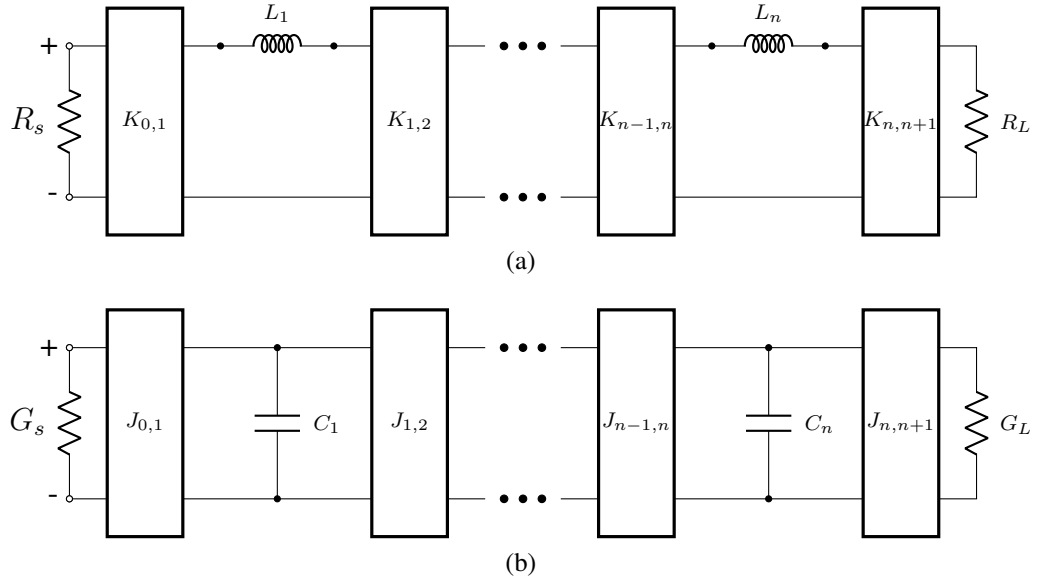 L_1 L_n
+
R_s K_{0,1} K_{1,2} K_{n-1,n} K_{n,n+1} R_L
-
(a)
+
G_s J_{0,1} C_1 J_{1,2} J_{n-1,n} C_n J_{n,n+1} G_L
-
(b)